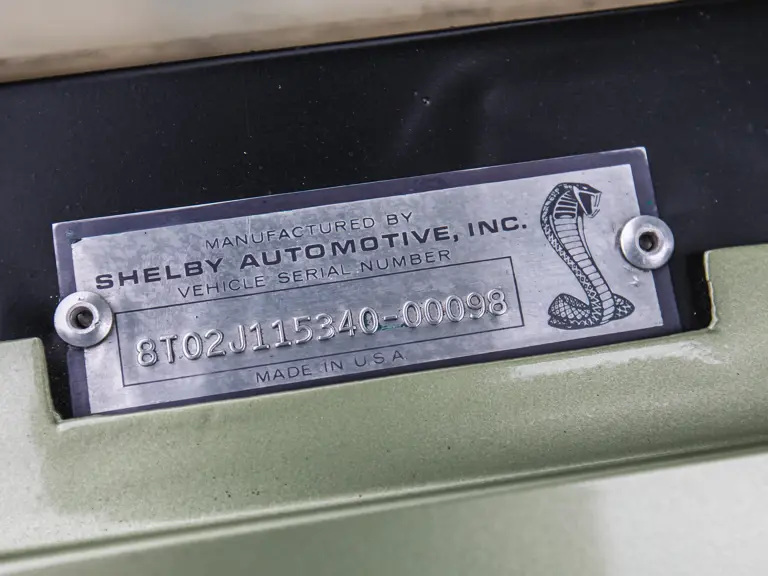 MANUFACTURED BY
SHELBY AUTOMOTIVE, INC.
VEHICLE SERIAL NUMBER
8T02J115340-00098
MADE IN U.S.A